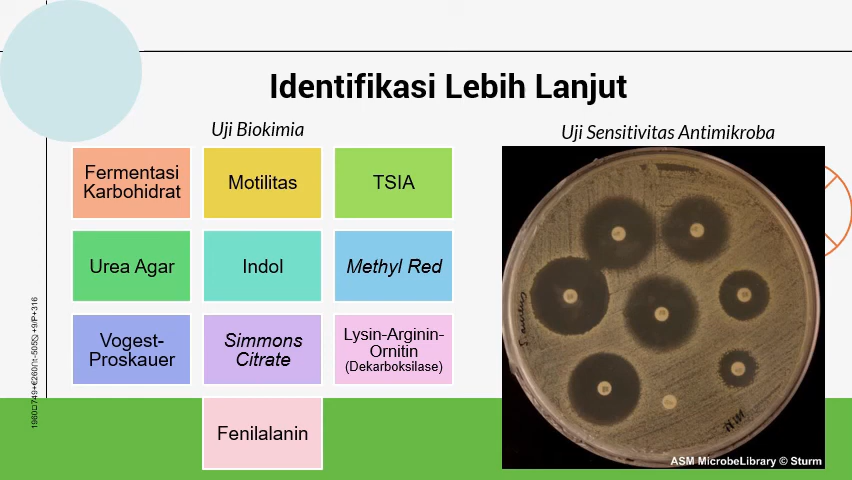 Identifikasi Lebih Lanjut
Uji Biokimia
Fermentasi
Karbohidrat
Motilitas
TSIA
Urea Agar
Indol
Methyl Red
Vogest-
Proskauer
Simmons
Citrate
Lysin-Arginin-
Ornitin
(Dekarboksilase)
Fenilalanin
Uji Sensitivitas Antimikroba
ASM MicrobeLibrary © Sturm